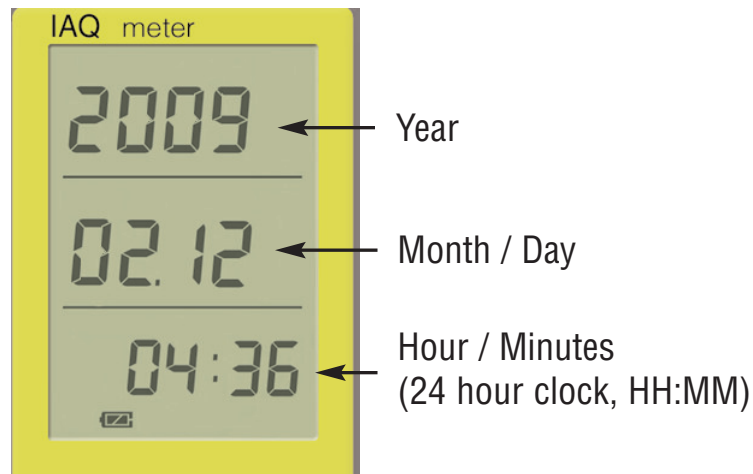 IAQ meter
2009
Year
02.12
Month / Day
04:36
Hour / Minutes
(24 hour clock, HH:MM)